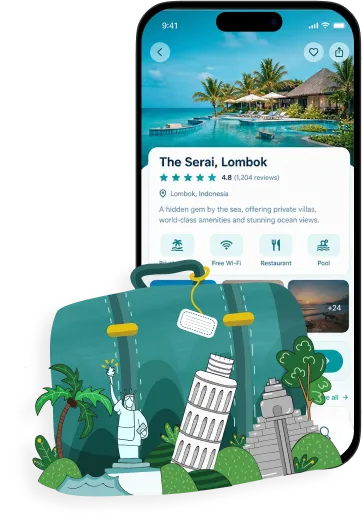 9:41
The Serai, Lombok
4.8 (1,204 reviews)
Lombok, Indonesia
A hidden gem by the sea, offering private villas,
world-class amenities and stunning ocean views.
Free Wi-Fi Restaurant Pool
+24
all →